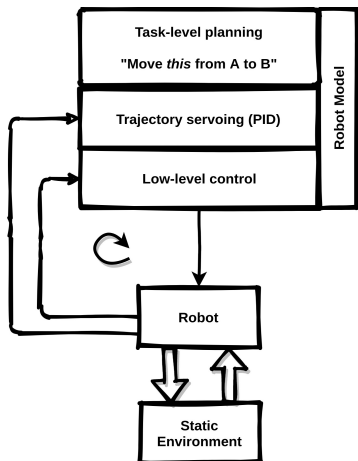 Task-level planning
"Move this from A to B"
Robot Model
Trajectory servoing (PID)
Low-level control
Robot
Static
Environment